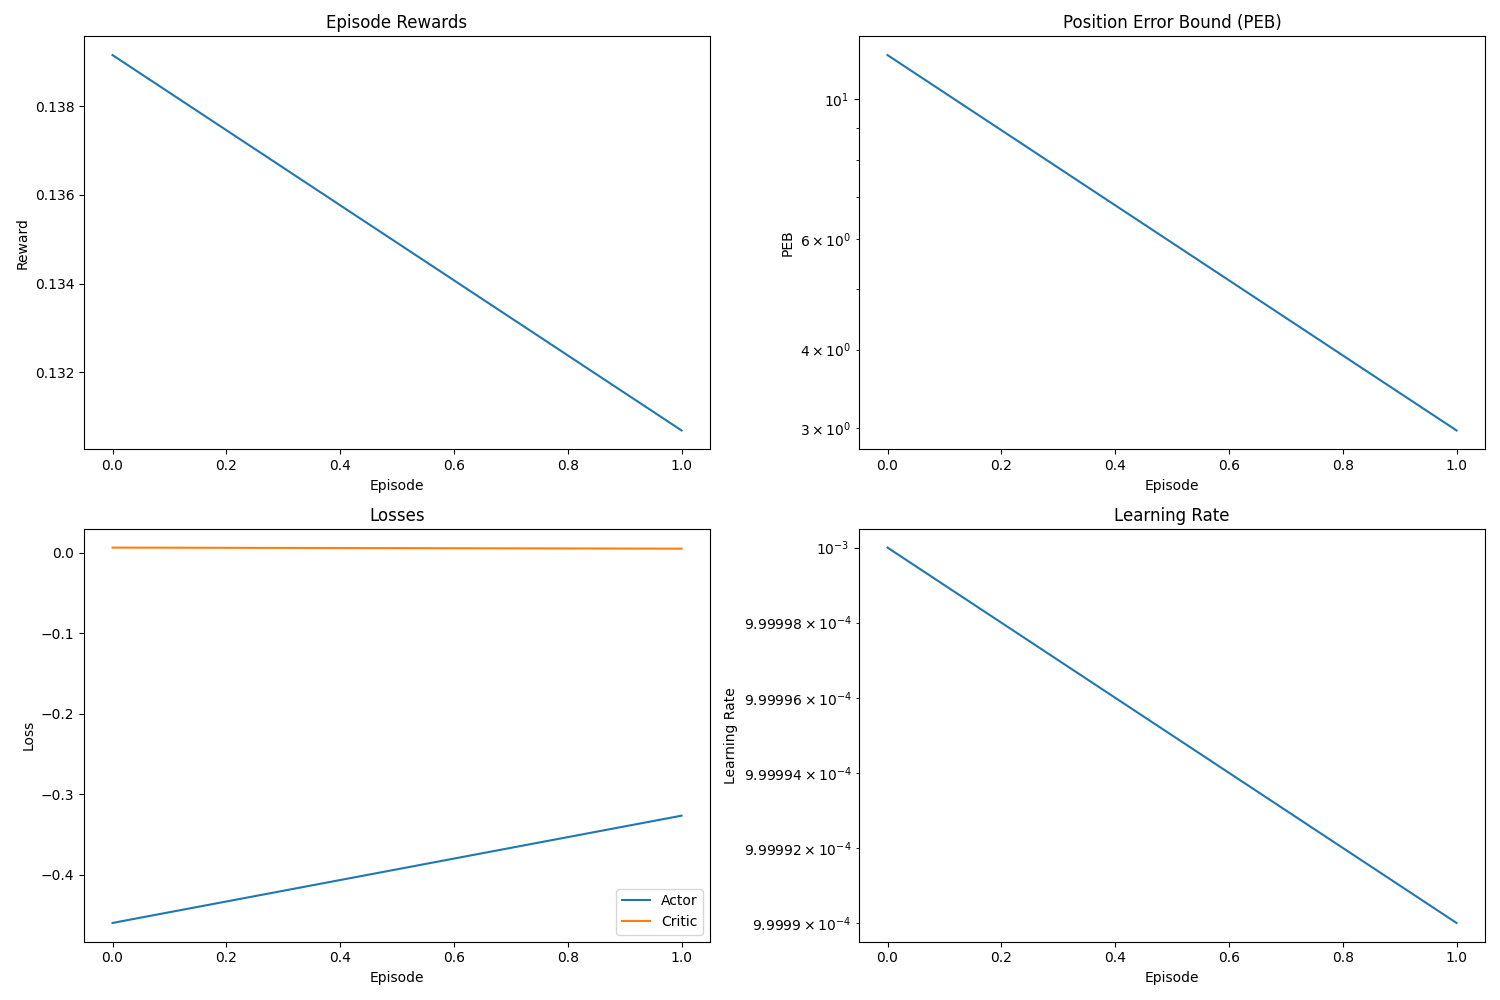 Episode Rewards
Reward
0.138
0.136
0.134
0.132
0.0 0.2 0.4 0.6 0.8 1.0
Episode
Position Error Bound (PEB)
PEB
10¹
6 × 10⁰
4 × 10⁰
3 × 10⁰
0.0 0.2 0.4 0.6 0.8 1.0
Episode
Losses
Loss
0.0
−0.1
−0.2
−0.3
−0.4
Actor
Critic
0.0 0.2 0.4 0.6 0.8 1.0
Episode
Learning Rate
Learning Rate
10⁻³
9.99998 × 10⁻⁴
9.99996 × 10⁻⁴
9.99994 × 10⁻⁴
9.99992 × 10⁻⁴
9.9999 × 10⁻⁴
0.0 0.2 0.4 0.6 0.8 1.0
Episode